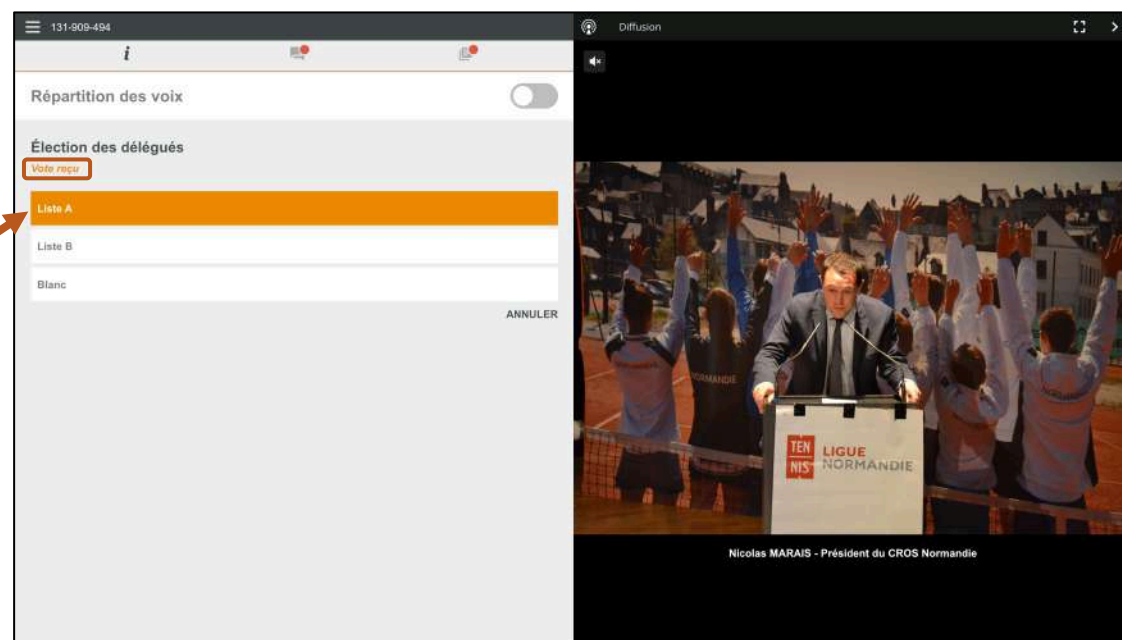 131-909-494
i
Répartition des voix
Élection des délégués
Vote reçu
Liste A
Liste B
Blanc
ANNULER
Diffusion
NORMANDIE
TEN
NIS
LIGUE
NORMANDIE
Nicolas MARAIS - Président du CROS Normandie